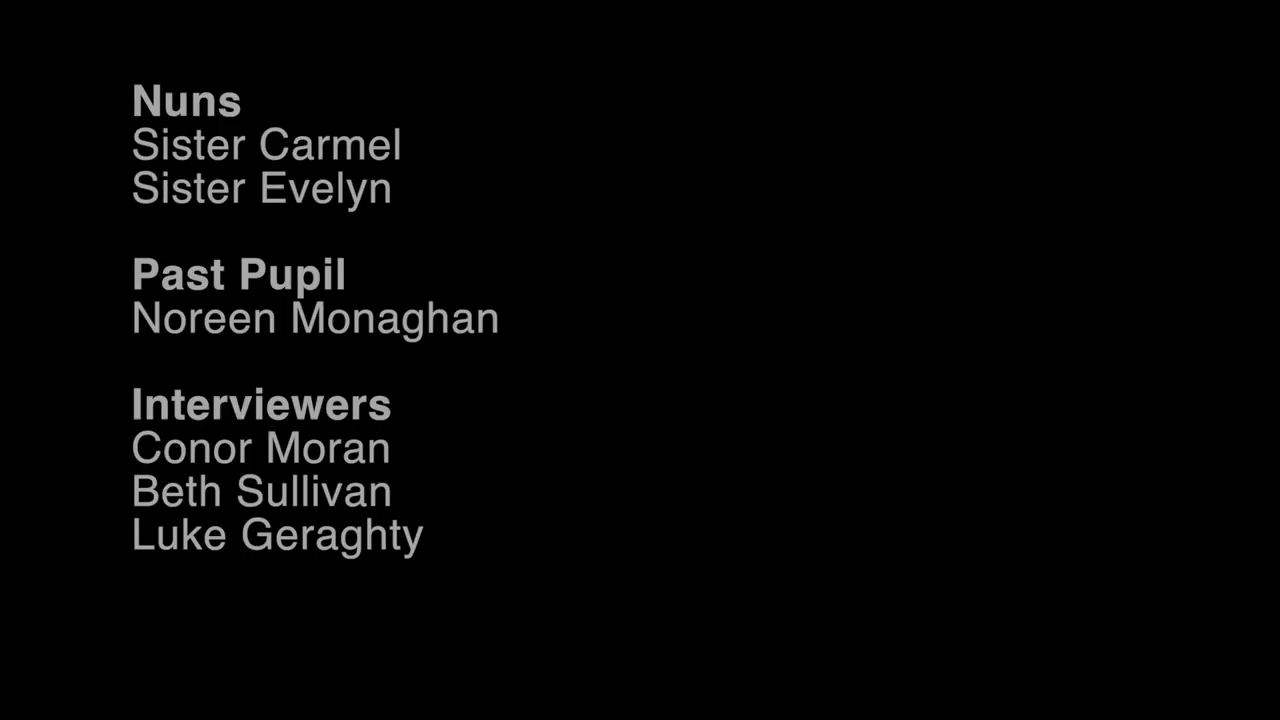 Nuns
Sister Carmel
Sister Evelyn
Past Pupil
Noreen Monaghan
Interviewers
Conor Moran
Beth Sullivan
Luke Geraghty